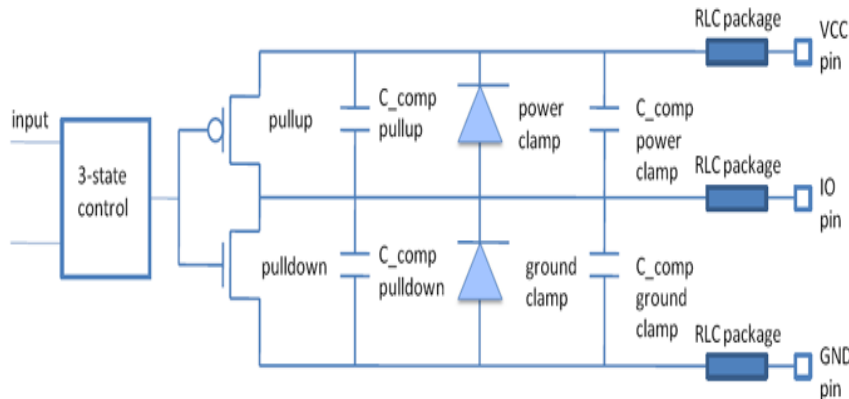 RLC package
VCC
pin
input
3-state
control
pullup
C_comp
pullup
power
clamp
C_comp
power
clamp
RLC package
IO
pin
pulldown
C_comp
pulldown
ground
clamp
C_comp
ground
clamp
RLC package
GND
pin